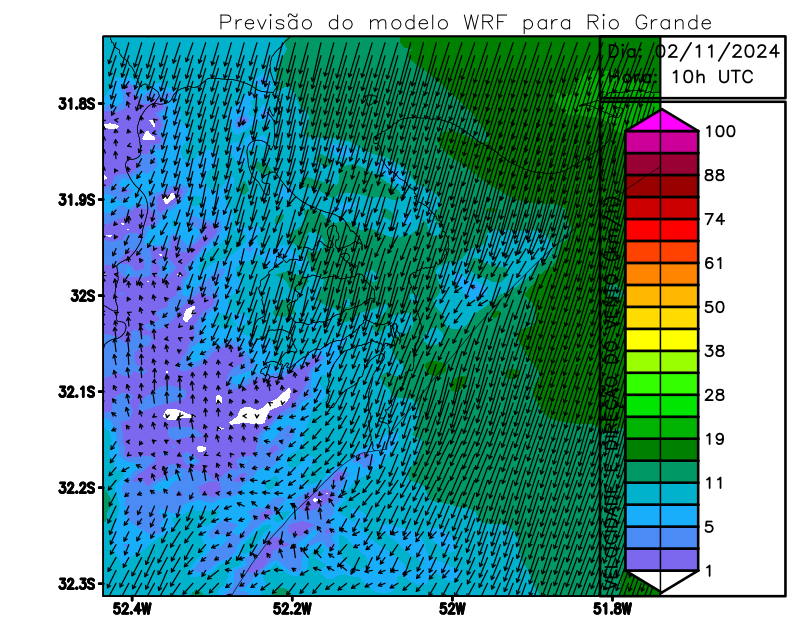 Previsão do modelo WRF para Rio Grande
Dia: 02/11/2024
Hora: 10h UTC
31.8S
31.9S
32S
32.1S
32.2S
32.3S
52.4W
52.2W
52W
51.8W
100
88
74
61
50
38
28
19
11
5
1
VELOCIDADE E DIREÇÃO DO VENTO (km/h)